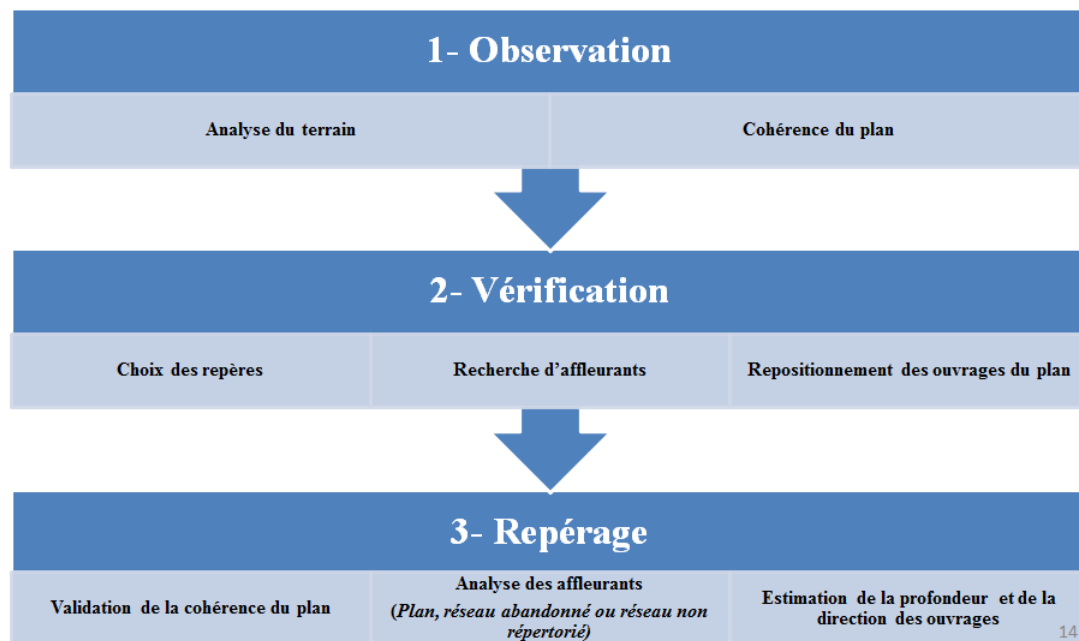 1- Observation
Analyse du terrain
Cohérence du plan
2- Vérification
Choix des repères
Recherche d’affleurants
Repositionnement des ouvrages du plan
3- Repérage
Validation de la cohérence du plan
Analyse des affleurants
(Plan, réseau abandonné ou réseau non
répertorié)
Estimation de la profondeur et de la
direction des ouvrages
14